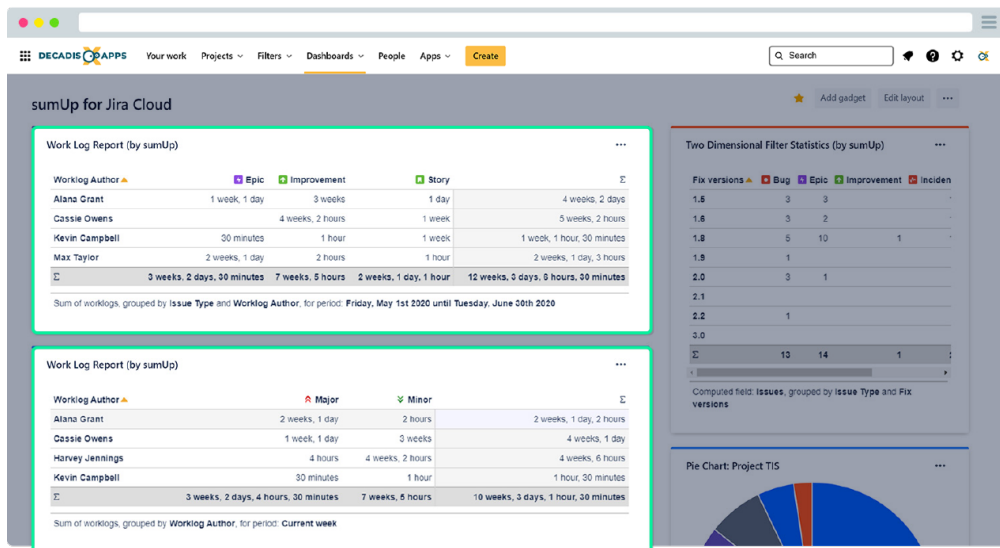 DECADIS APPS Your work Projects Filters Dashboards People Apps Create Search
sumUp for Jira Cloud
Add gadget Edit layout
Work Log Report (by sumUp)
Worklog Author Epic Improvement Story Σ
Alana Grant 1 week, 1 day 3 weeks 1 day 4 weeks, 2 days
Cassie Owens 4 weeks, 2 hours 1 week 5 weeks, 2 hours
Kevin Campbell 30 minutes 1 hour 1 week 1 week, 1 hour, 30 minutes
Max Taylor 2 weeks, 1 day 2 hours 1 hour 2 weeks, 1 day, 3 hours
Σ 3 weeks, 2 days, 30 minutes 7 weeks, 5 hours 2 weeks, 1 day, 1 hour 12 weeks, 3 days, 6 hours, 30 minutes
Sum of worklogs, grouped by Issue Type and Worklog Author, for period: Friday, May 1st 2020 until Tuesday, June 30th 2020
Work Log Report (by sumUp)
Worklog Author Major Minor Σ
Alana Grant 2 weeks, 1 day 2 hours 2 weeks, 1 day, 2 hours
Cassie Owens 1 week, 1 day 3 weeks 4 weeks, 1 day
Harvey Jennings 4 hours 4 weeks, 2 hours 4 weeks, 6 hours
Kevin Campbell 30 minutes 1 hour 1 hour, 30 minutes
Σ 3 weeks, 2 days, 4 hours, 30 minutes 7 weeks, 5 hours 10 weeks, 3 days, 1 hour, 30 minutes
Sum of worklogs, grouped by Worklog Author, for period: Current week
Two Dimensional Filter Statistics (by sumUp)
Fix versions Bug Epic Improvement Inciden
1.5 3 3
1.6 3 2
1.8 5 10 1
1.9 1
2.0 3 1
2.1
2.2 1
3.0
Σ 13 14 1
Computed field: Issues, grouped by Issue Type and Fix
versions
Pie Chart: Project TIS